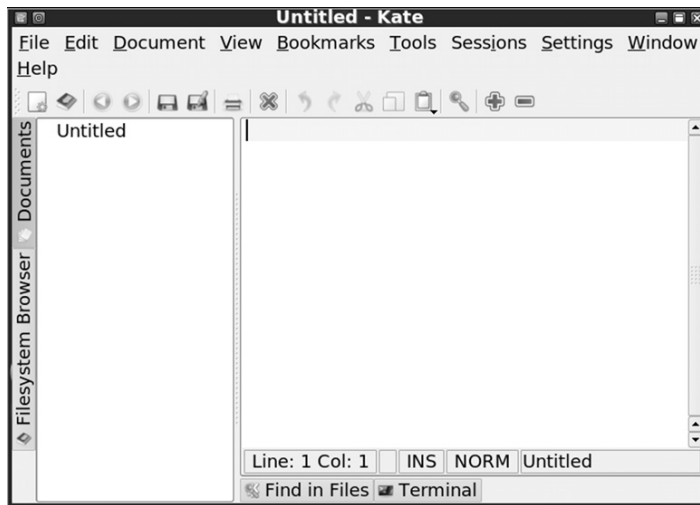 Untitled - Kate
File Edit Document View Bookmarks Tools Sessions Settings Window
Help
Documents
Filesystem Browser
Untitled
Line: 1 Col: 1 INS NORM Untitled
Find in Files Terminal